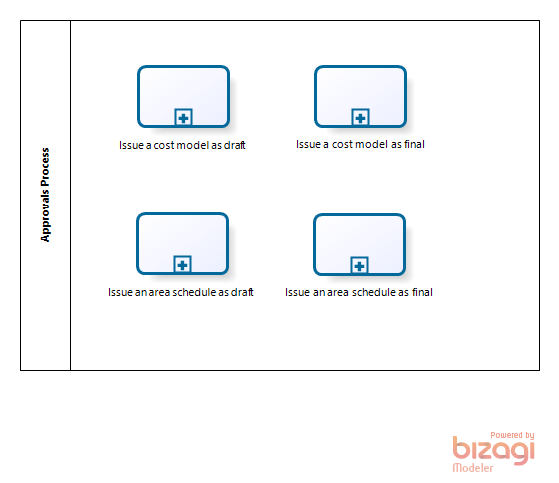 Approvals Process
Issue a cost model as draft
Issue a cost model as final
Issue an area schedule as draft
Issue an area schedule as final
Powered by
bizagi
Modeler